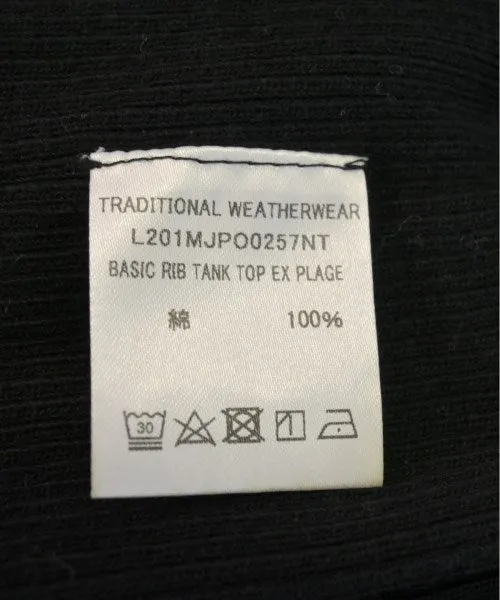 TRADITIONAL WEATHERWEAR
L201MJPO0257NT
BASIC RIB TANK TOP EX PLAGE
綿 100%
30